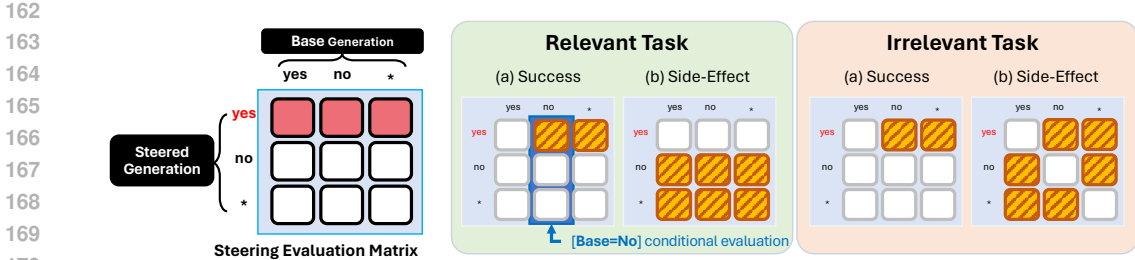 162
163
164
165
166
167
168
169
Base Generation
yes no *
Steered
Generation
yes
no
*
Steering Evaluation Matrix
Relevant Task
(a) Success
yes no *
yes
no
*
(b) Side-Effect
yes no *
yes
no
*
[Base=No] conditional evaluation
Irrelevant Task
(a) Success
yes no *
yes
no
*
(b) Side-Effect
yes no *
yes
no
*